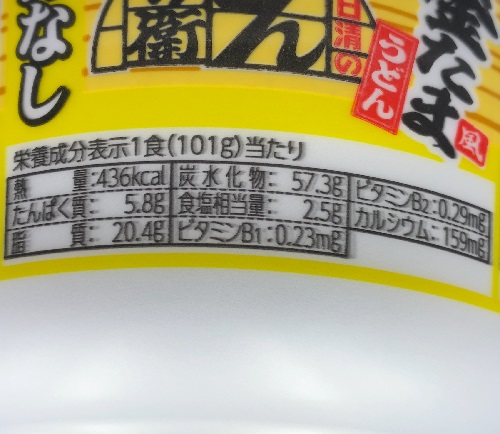 なし
衛 ん
日清の
金たま
うどん
風
栄養成分表示1食(101g)当たり
熱 量:436kcal 炭水化物: 57.3g ビタミンB2:0.29mg
たんぱく質: 5.8g 食塩相当量: 2.5g カルシウム:159mg
脂 質: 20.4g ビタミンB1:0.23mg